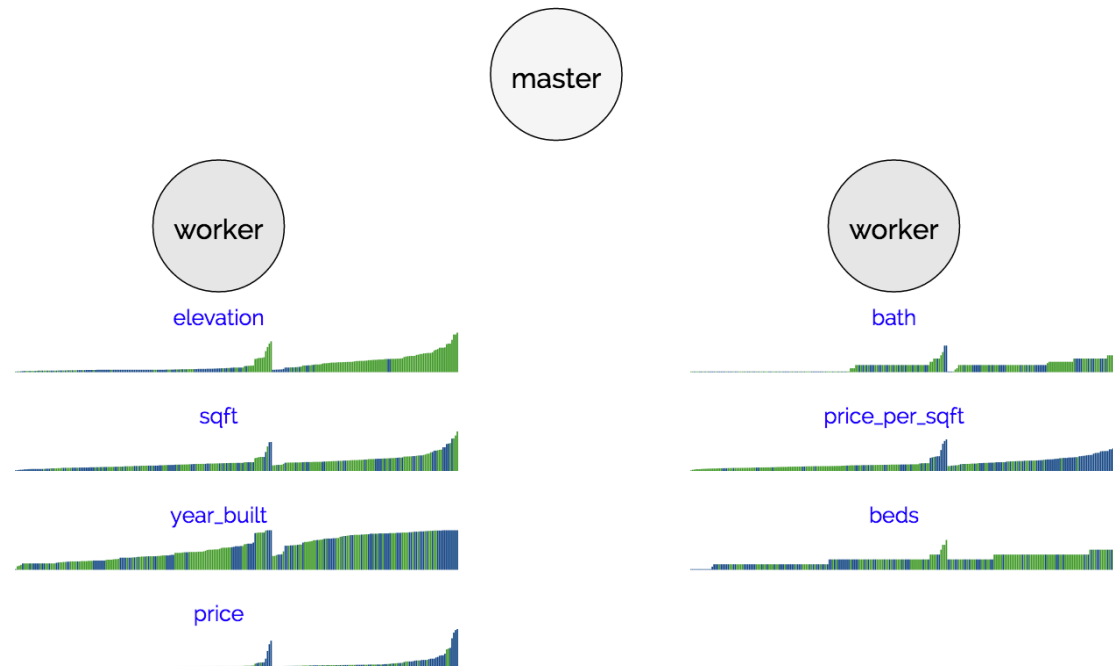 master
worker
worker
elevation
bath
sqft
price_per_sqft
year_built
beds
price